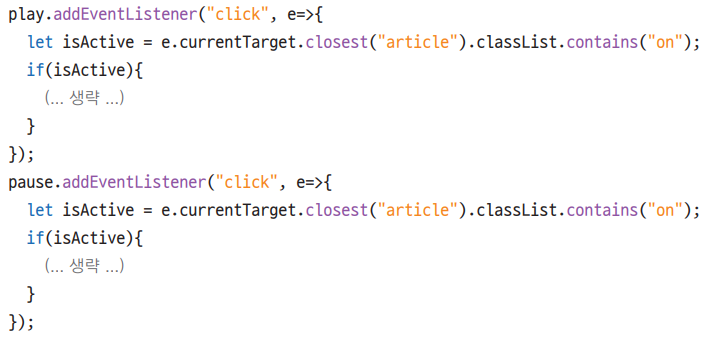 play.addEventListener("click", e=>{
  let isActive = e.currentTarget.closest("article").classList.contains("on");
  if(isActive){
    (... 생략 ...)
  }
});
pause.addEventListener("click", e=>{
  let isActive = e.currentTarget.closest("article").classList.contains("on");
  if(isActive){
    (... 생략 ...)
  }
});